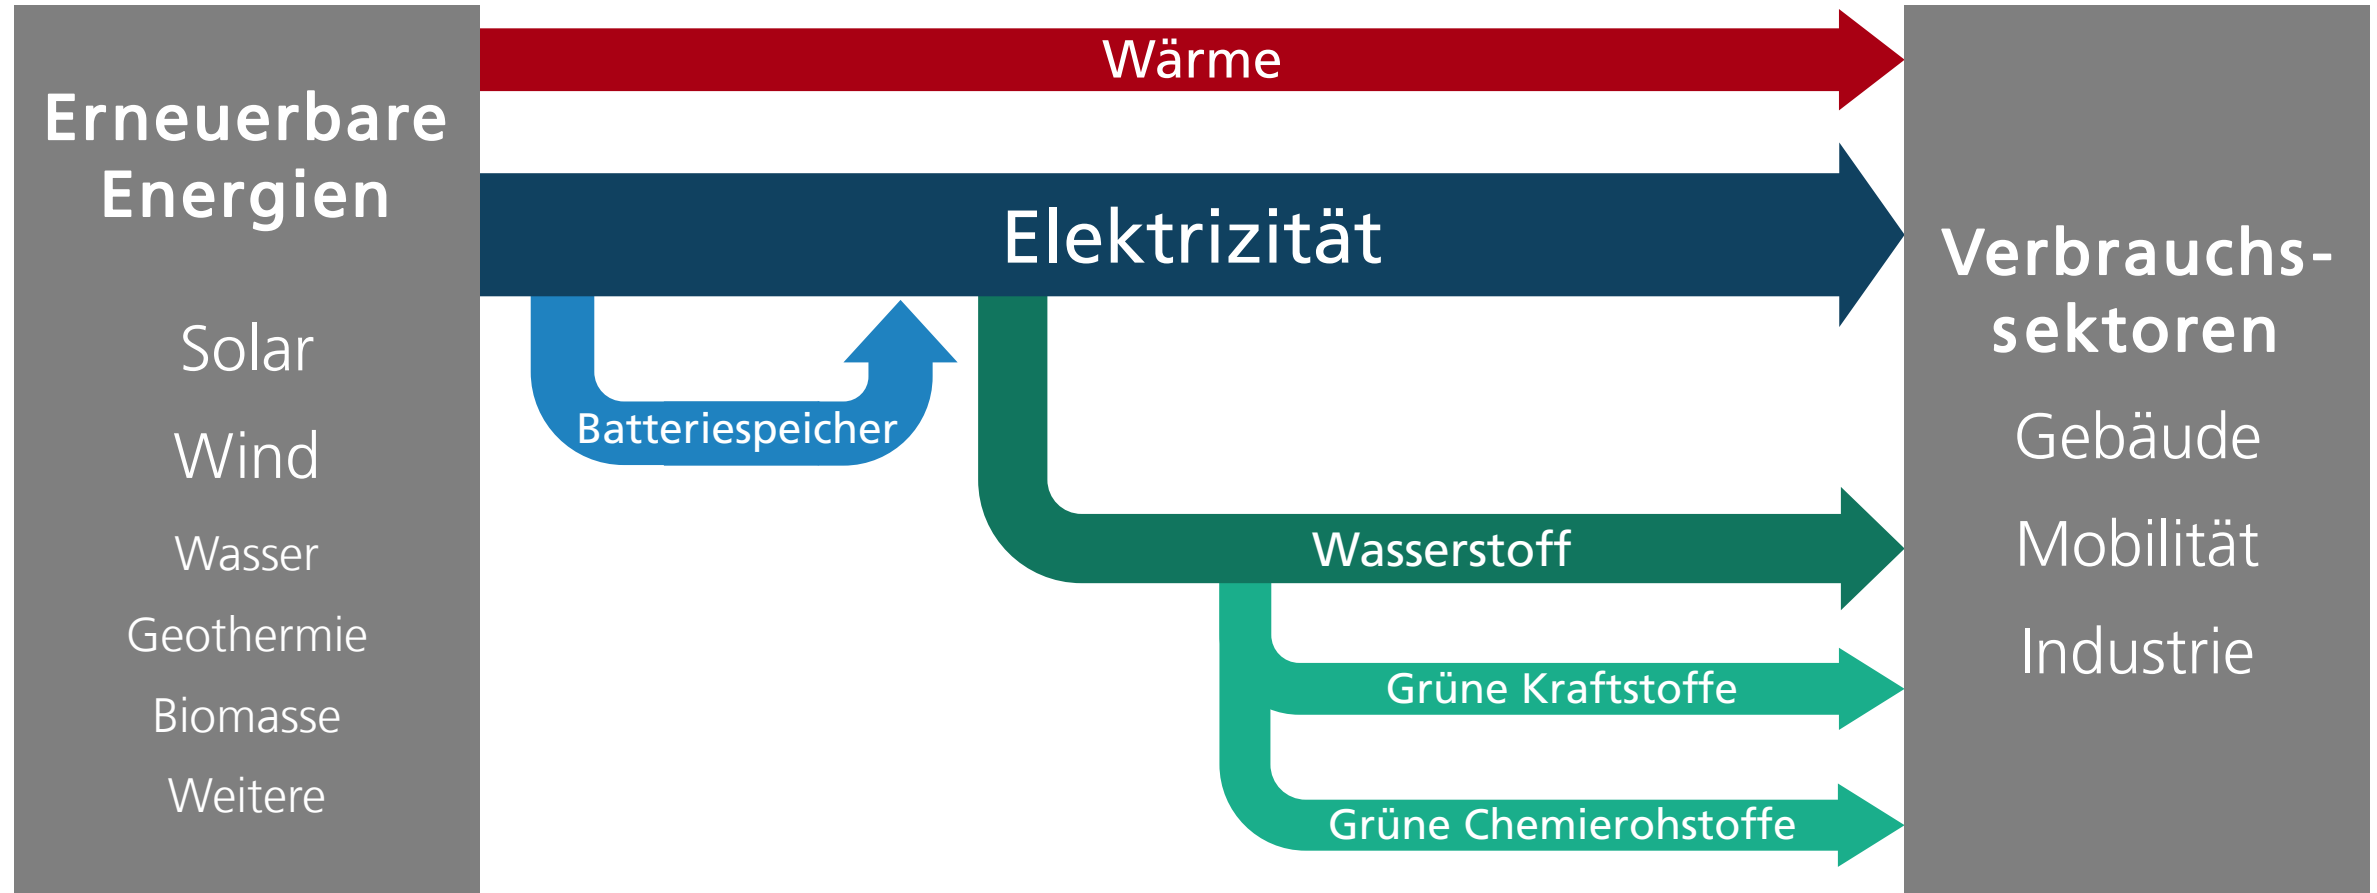 Erneuerbare
Energien
Solar
Wind
Wasser
Geothermie
Biomasse
Weitere
Wärme
Elektrizität
Batteriespeicher
Wasserstoff
Grüne Kraftstoffe
Grüne Chemierohstoffe
Verbrauchs-
sektoren
Gebäude
Mobilität
Industrie